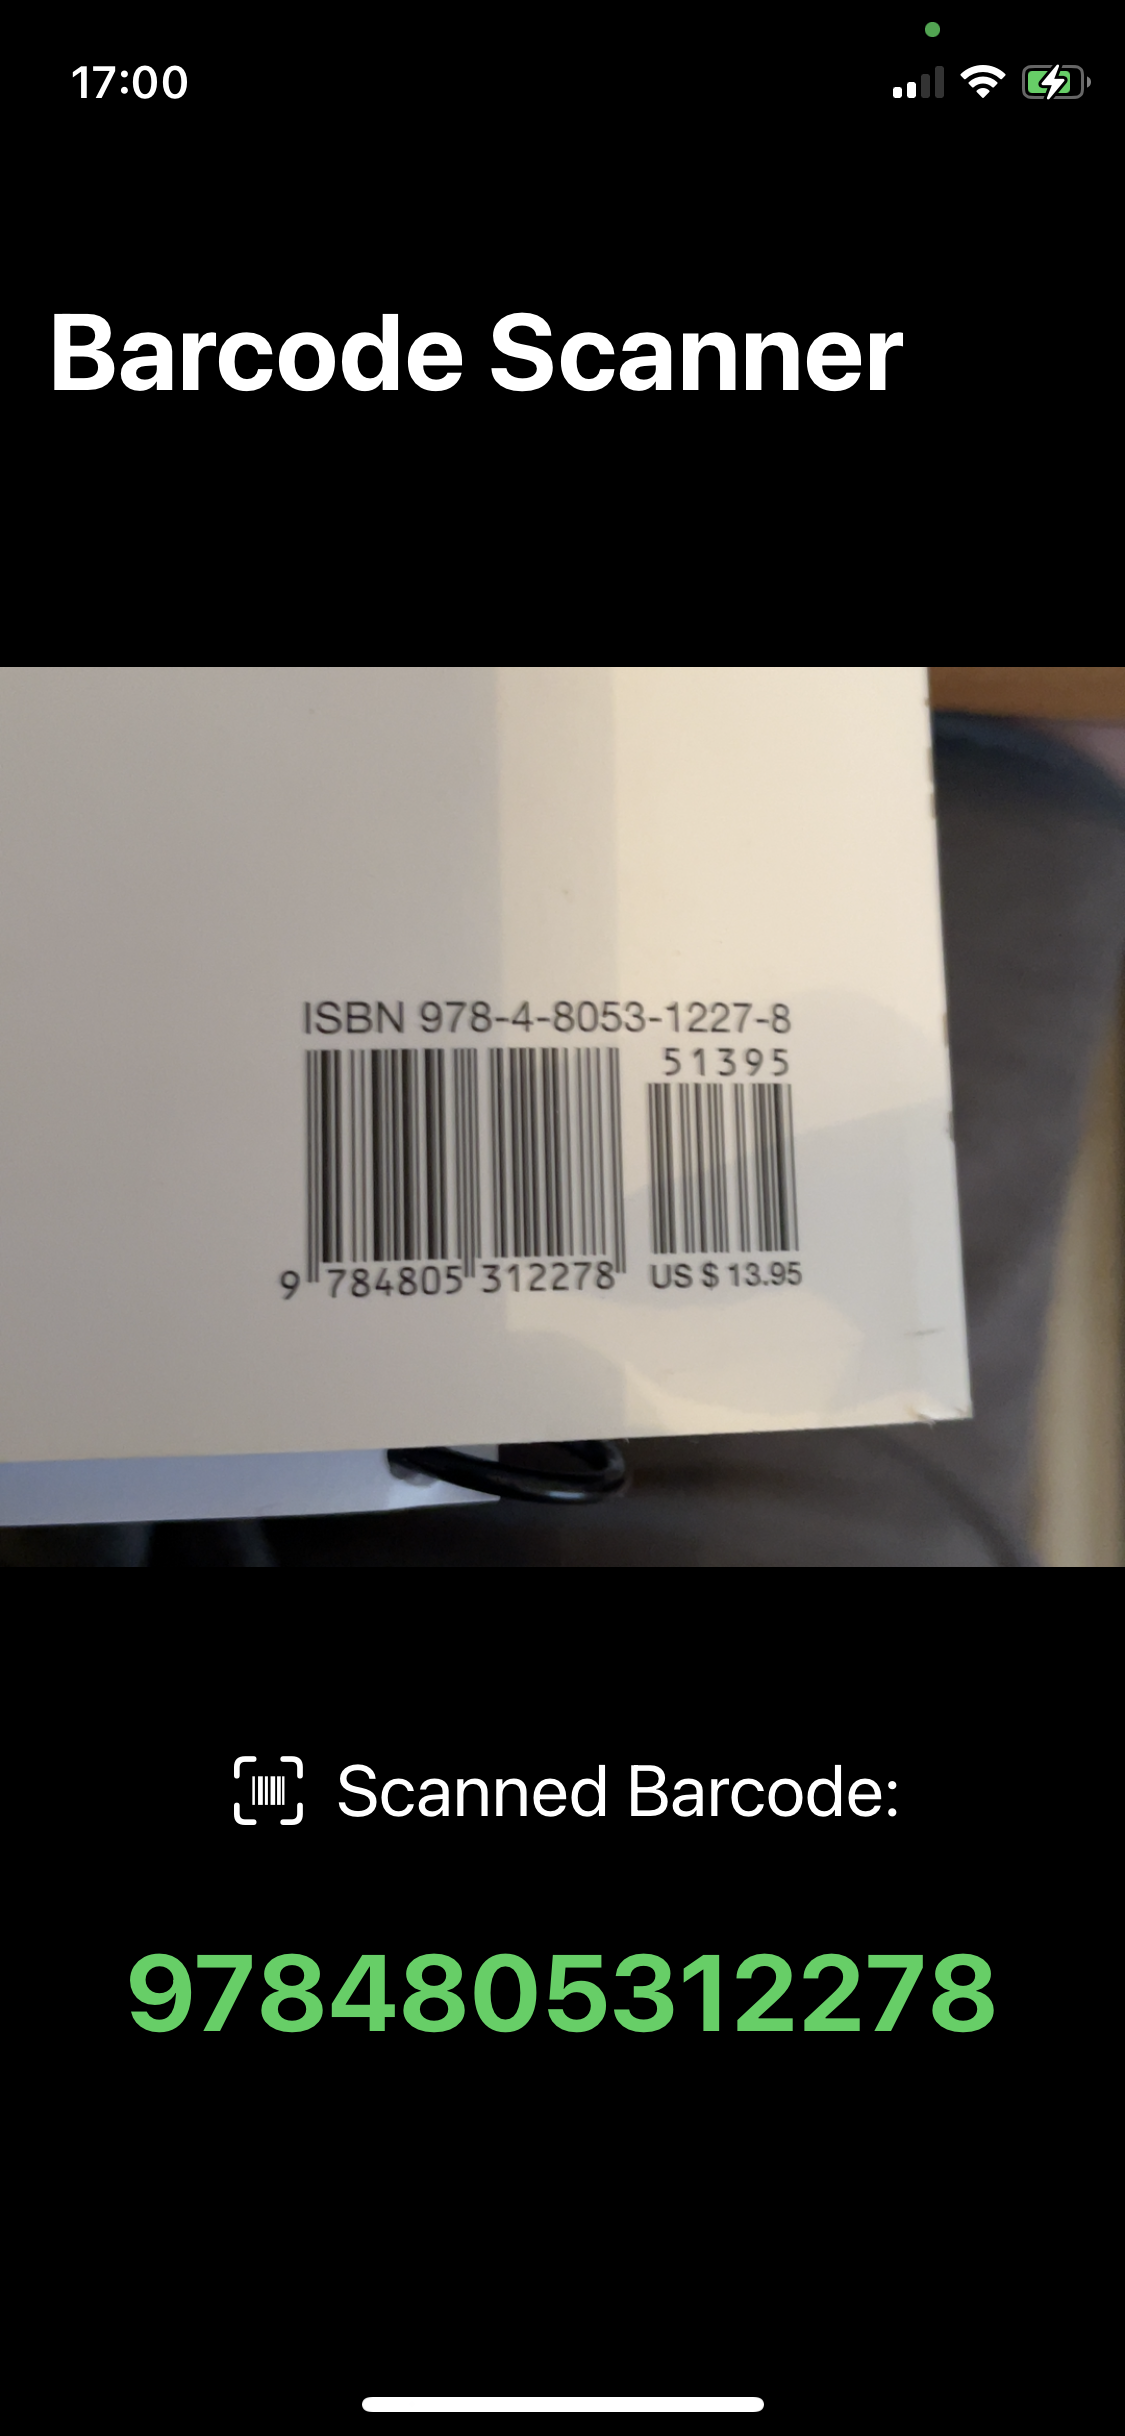 17:00
Barcode Scanner
ISBN 978-4-8053-1227-8
51395
9 784805 312278
US $ 13.95
Scanned Barcode:
9784805312278